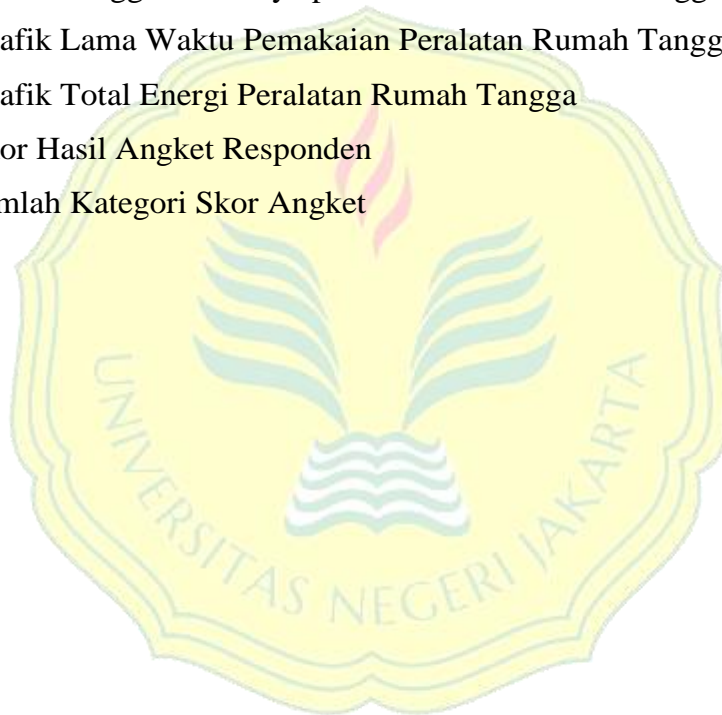 afik Lama Waktu Pemakaian Peralatan Rumah Tangg
afik Total Energi Peralatan Rumah Tangga
or Hasil Angket Responden
mlah Kategori Skor Angket
UNIVERSITAS NEGERI JAKARTA